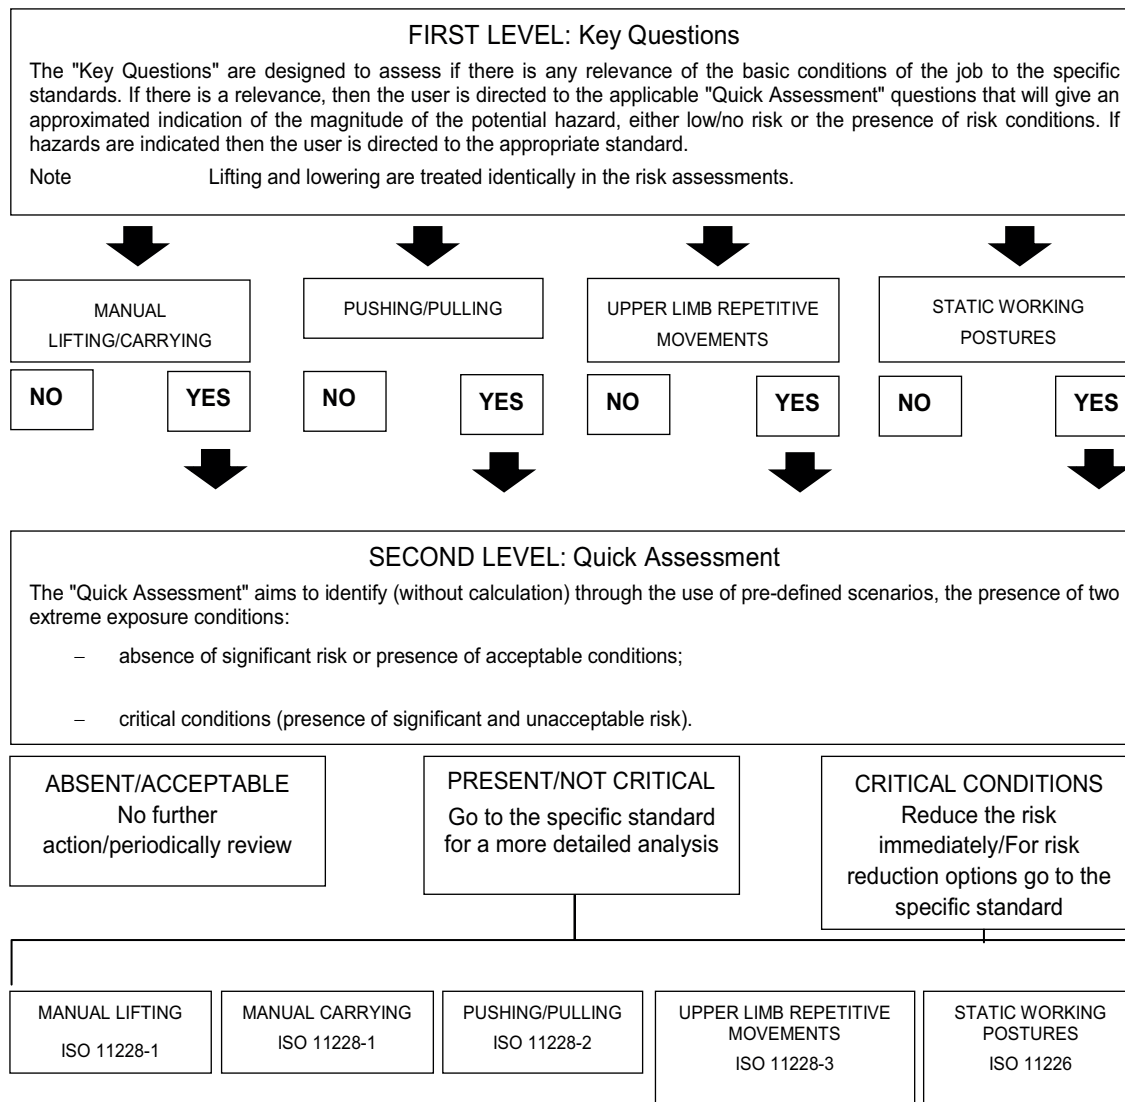 FIRST LEVEL: Key Questions
The "Key Questions" are designed to assess if there is any relevance of the basic conditions of the job to the specific
standards. If there is a relevance, then the user is directed to the applicable "Quick Assessment" questions that will give an
approximated indication of the magnitude of the potential hazard, either low/no risk or the presence of risk conditions. If
hazards are indicated then the user is directed to the appropriate standard.
Note Lifting and lowering are treated identically in the risk assessments.
MANUAL
LIFTING/CARRYING
PUSHING/PULLING
UPPER LIMB REPETITIVE
MOVEMENTS
STATIC WORKING
POSTURES
NO YES NO YES NO YES NO YES
SECOND LEVEL: Quick Assessment
The "Quick Assessment" aims to identify (without calculation) through the use of pre-defined scenarios, the presence of two
extreme exposure conditions:
– absence of significant risk or presence of acceptable conditions;
– critical conditions (presence of significant and unacceptable risk).
ABSENT/ACCEPTABLE
No further
action/periodically review
PRESENT/NOT CRITICAL
Go to the specific standard
for a more detailed analysis
CRITICAL CONDITIONS
Reduce the risk
immediately/For risk
reduction options go to the
specific standard
MANUAL LIFTING
ISO 11228-1
MANUAL CARRYING
ISO 11228-1
PUSHING/PULLING
ISO 11228-2
UPPER LIMB REPETITIVE
MOVEMENTS
ISO 11228-3
STATIC WORKING
POSTURES
ISO 11226